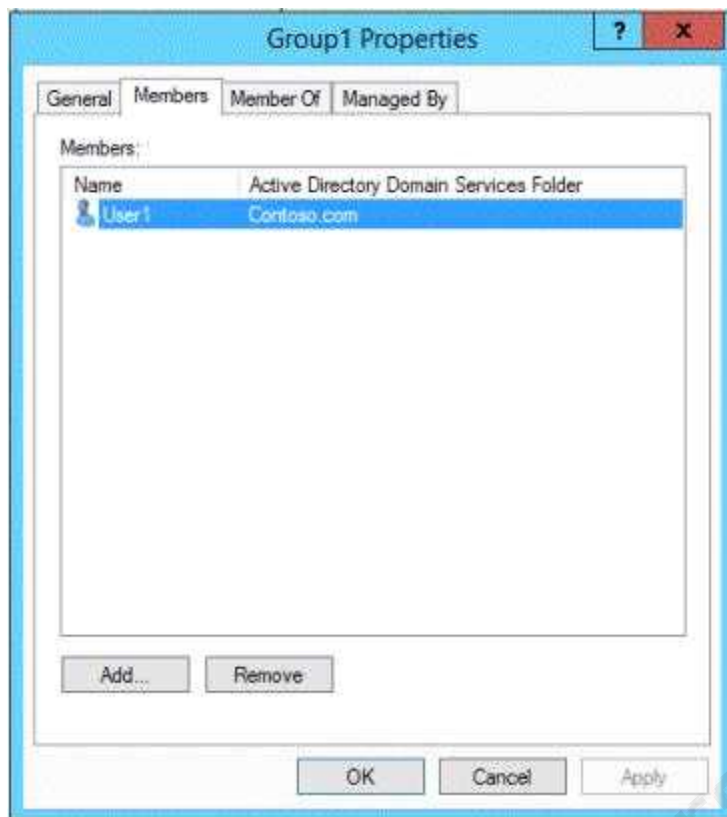 Group1 Properties
? x
General Members Member Of Managed By
Members:
Name Active Directory Domain Services Folder
User1 Contoso.com
Add... Remove
OK Cancel Apply